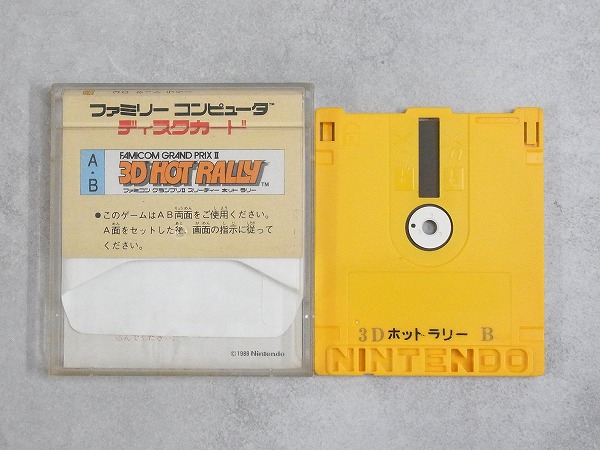 ファミリー コンピュータ™
ディスクカード
A・B
FAMICOM GRAND PRIX II
3D HOT RALLY™
ファミコン グランプリII スリーディー ホット ラリー
●このゲームはAB両面をご使用ください。
A面をセットした後、画面の指示に従って
ください。
©1986 Nintendo
3D ホットラリー B
NINTENDO